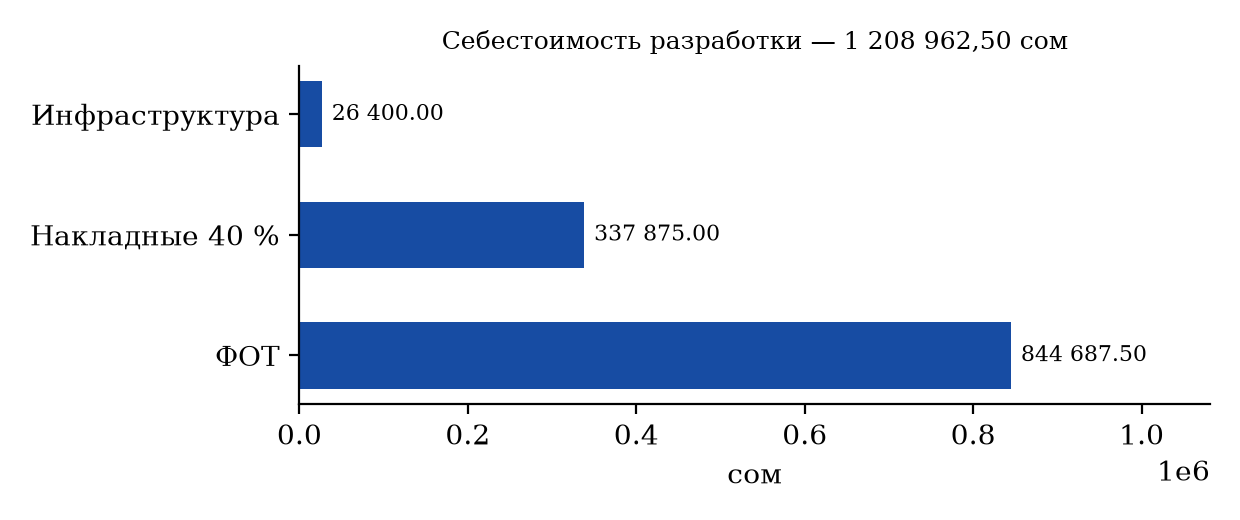 Себестоимость разработки — 1 208 962,50 сом
Инфраструктура 26 400.00
Накладные 40 % 337 875.00
ФОТ 844 687.50
0.0 0.2 0.4 0.6 0.8 1.0
сом
1e6